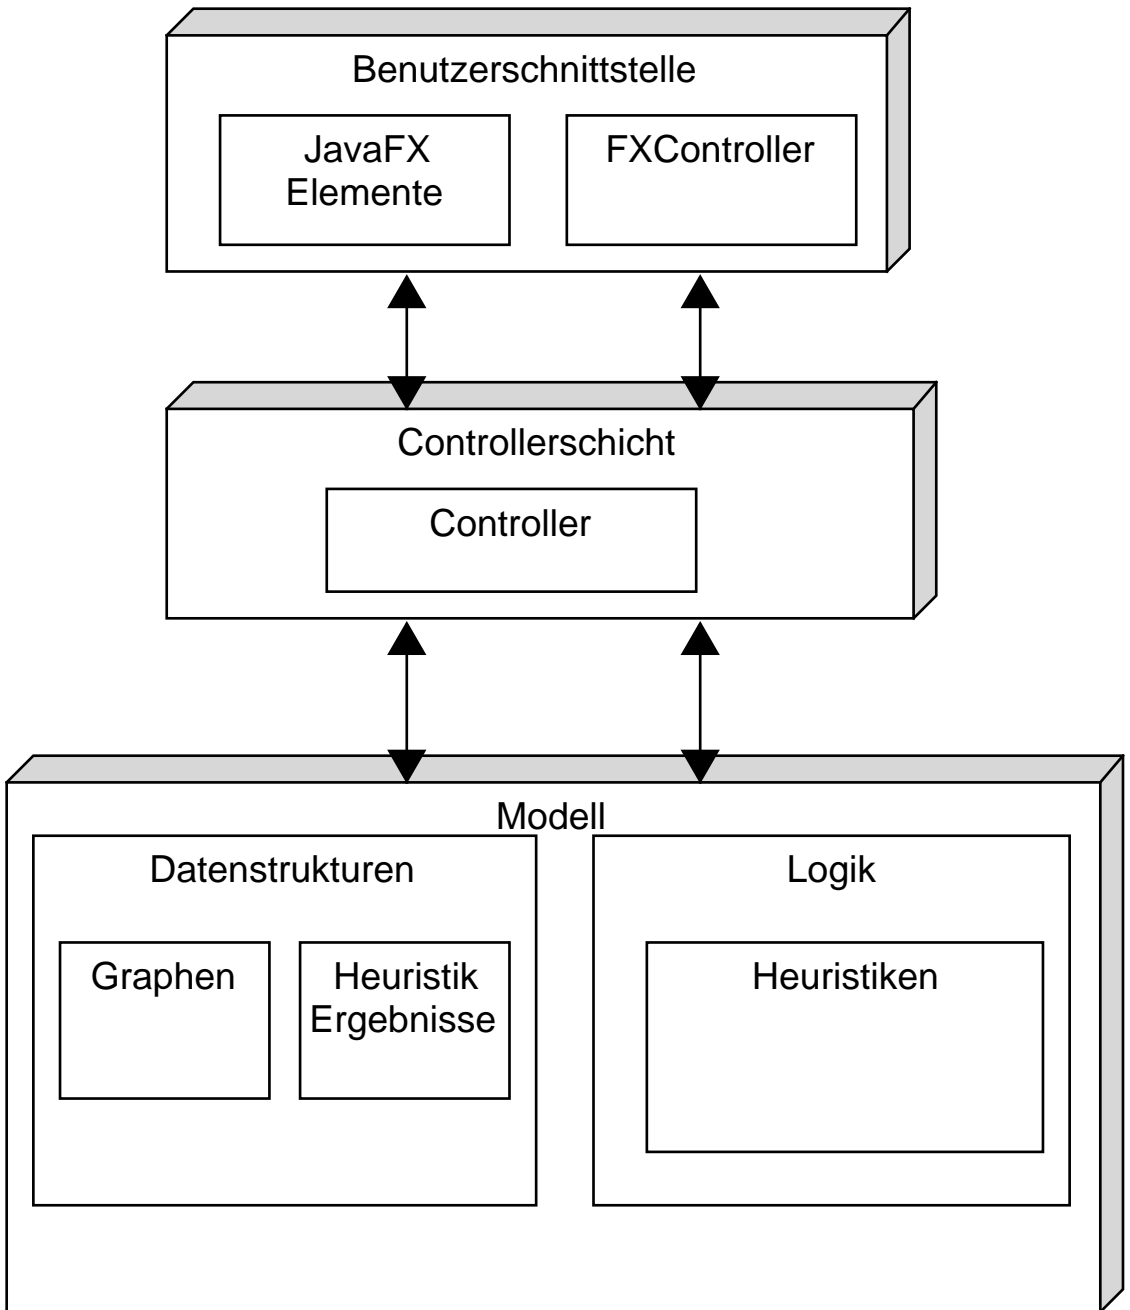 Benutzerschnittstelle
JavaFX
Elemente
FXController
Controllerschicht
Controller
Modell
Datenstrukturen
Graphen
Heuristik
Ergebnisse
Logik
Heuristiken